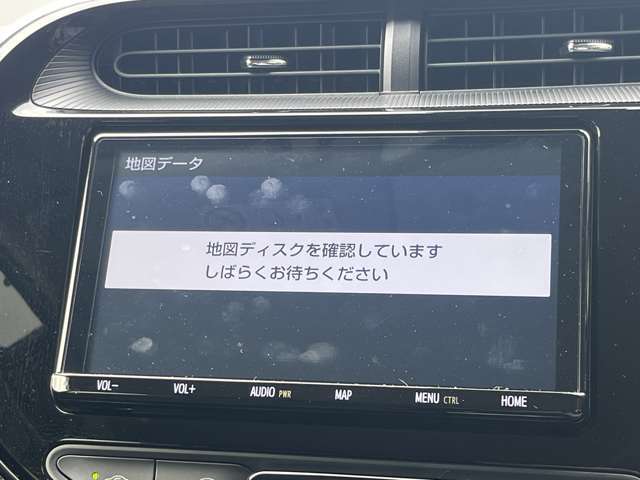 地図データ
地図ディスクを確認しています
しばらくお待ちください
VOL− VOL+ AUDIO PWR MAP MENU CTRL HOME